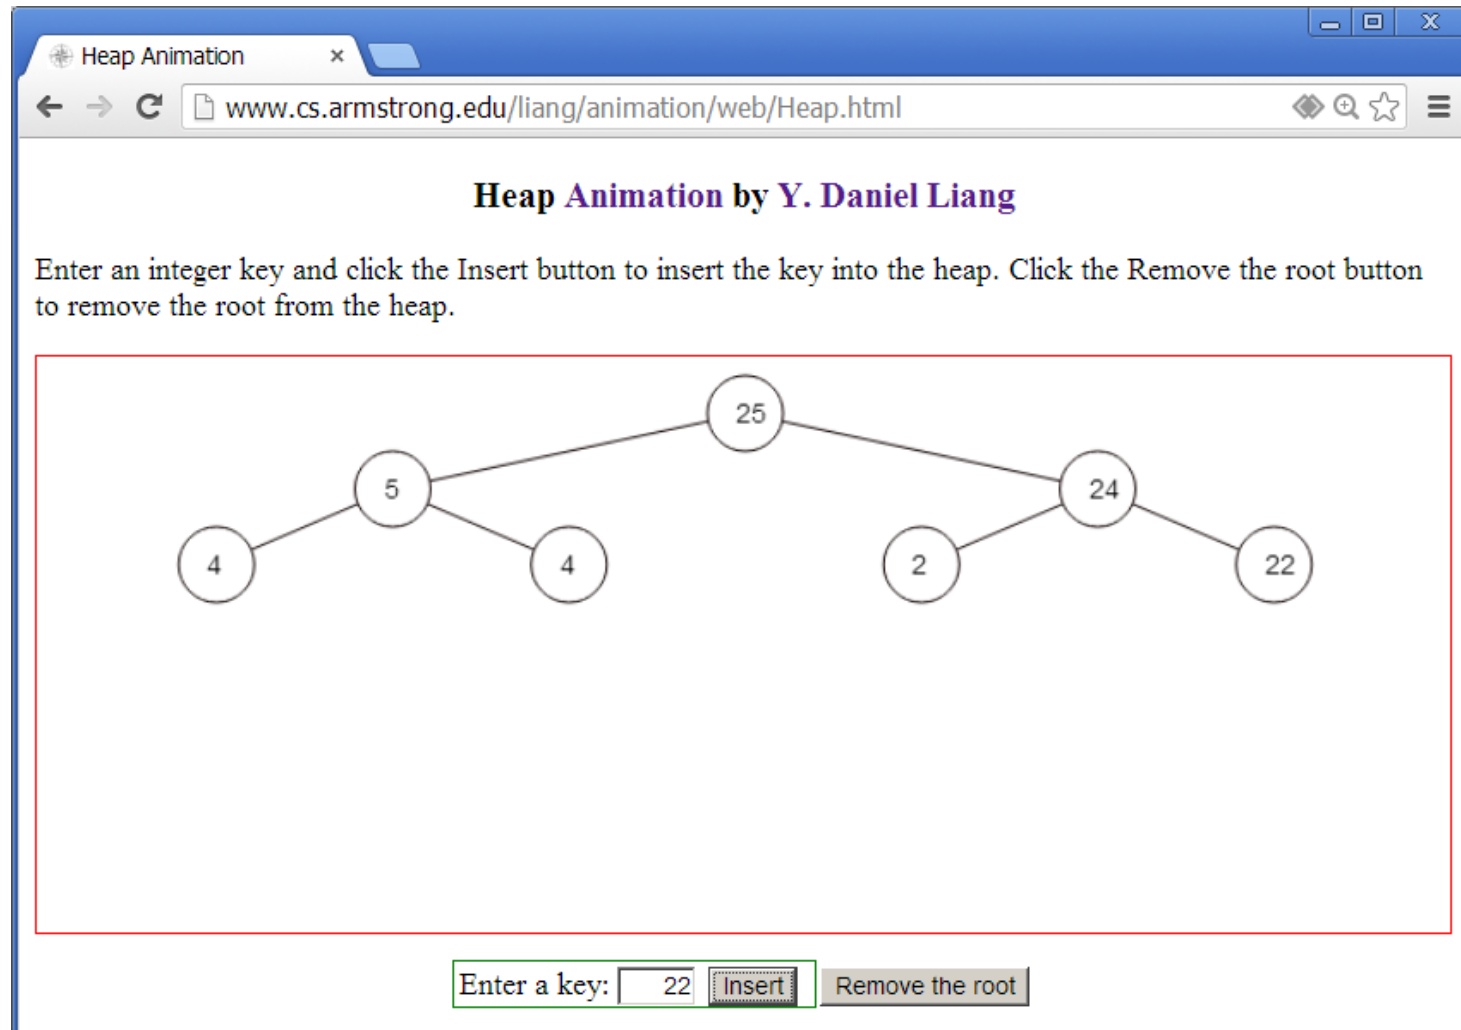 Heap Animation
www.cs.armstrong.edu/liang/animation/web/Heap.html
Heap Animation by Y. Daniel Liang
Enter an integer key and click the Insert button to insert the key into the heap. Click the Remove the root button
to remove the root from the heap.
25
5 24
4 4 2 22
Enter a key: 22 Insert Remove the root